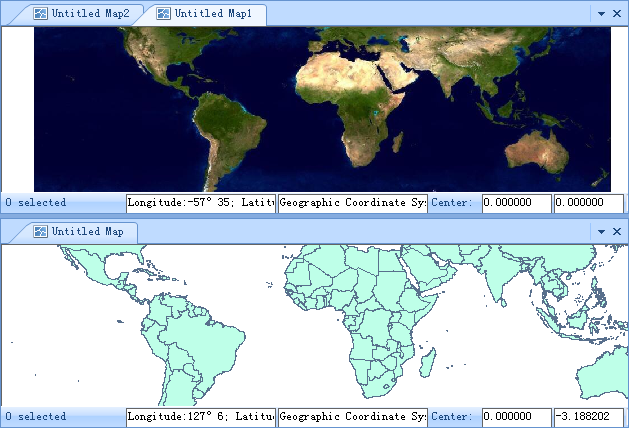 Untitled Map2 Untitled Map1
0 selected Longitude:-57° 35; Latitu Geographic Coordinate Sy Center: 0.000000 0.000000
Untitled Map
0 selected Longitude:127° 6; Latitu Geographic Coordinate Sy Center: 0.000000 -3.188202